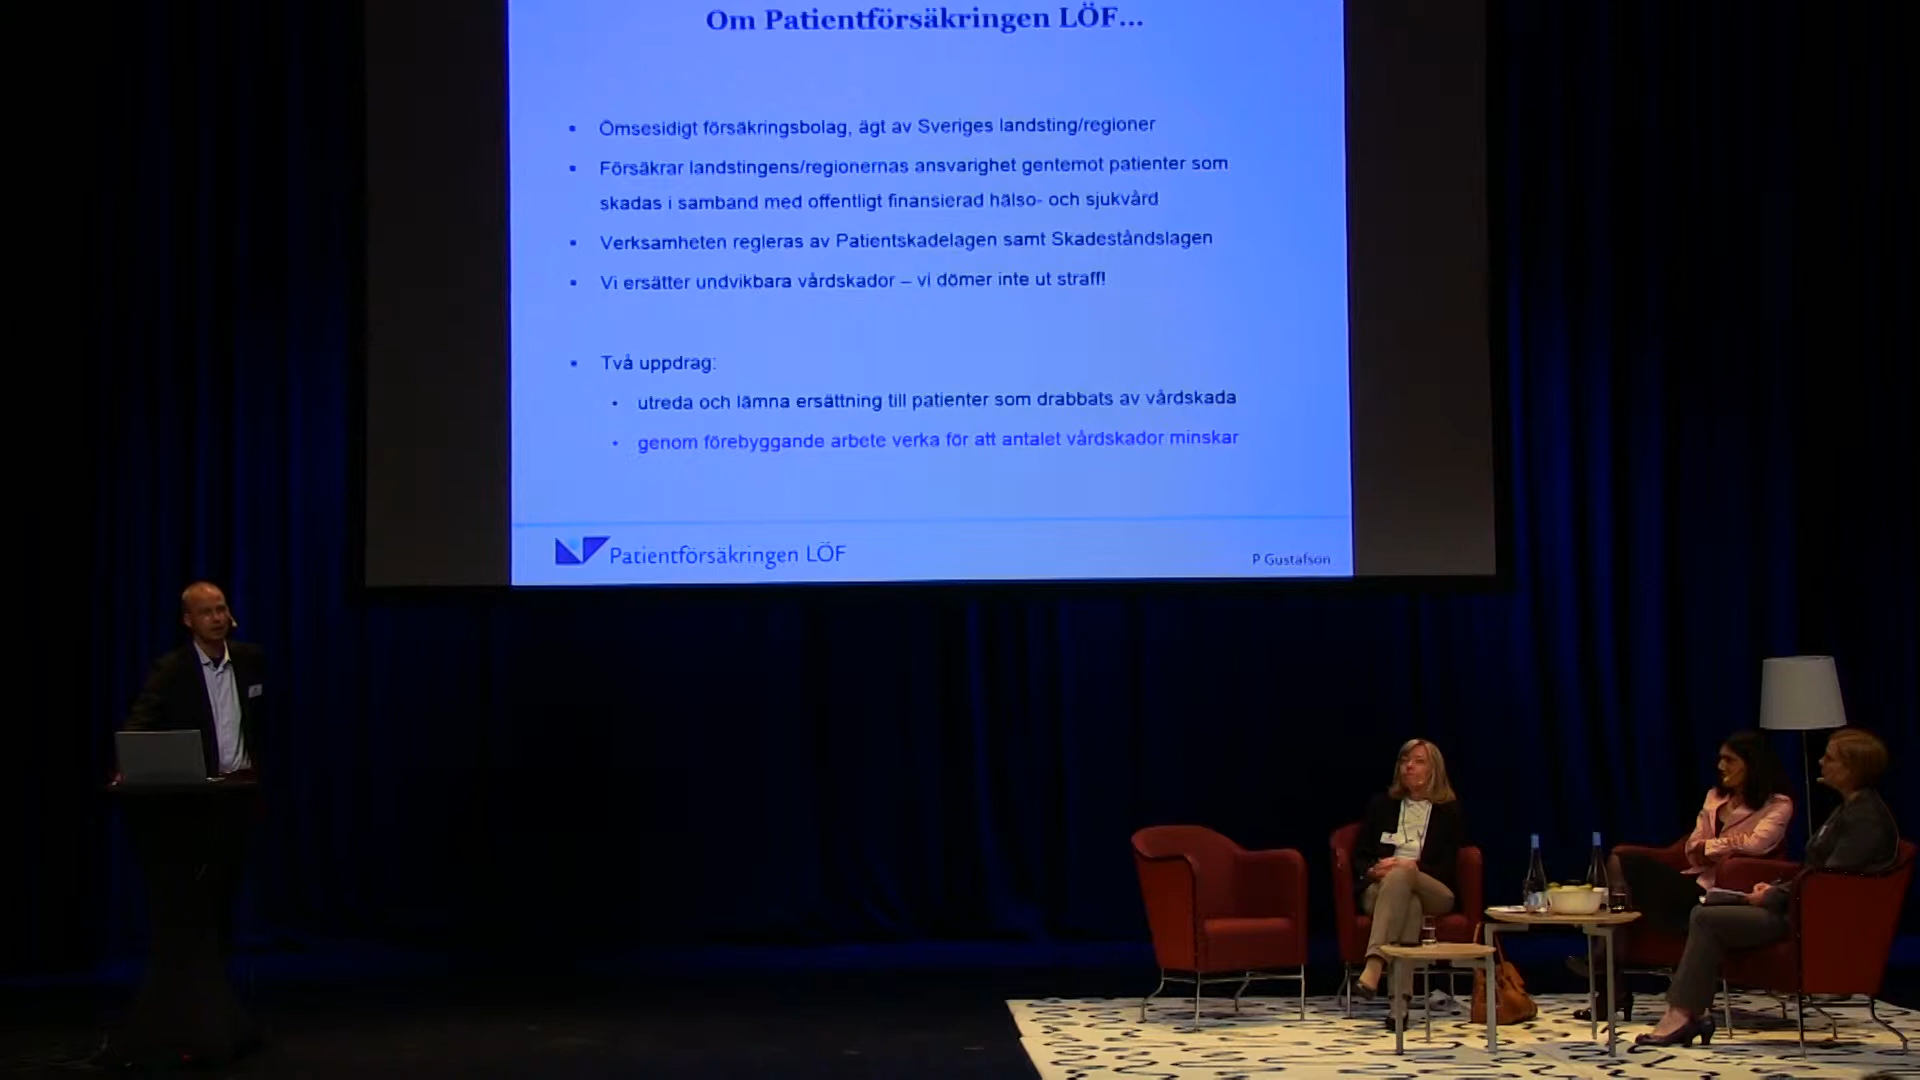 Om Patientförsäkringen LÖF...
Ömsesidigt försäkringsbolag, ägt av Sveriges landsting/regioner
Försäkrar landstingens/regionernas ansvarighet gentemot patienter som
skadas i samband med offentligt finansierad hälso- och sjukvård
Verksamheten regleras av Patientskadelagen samt Skadeståndslagen
Vi ersätter undvikbara vårdskador – vi dömer inte ut straff!
Två uppdrag:
utreda och lämna ersättning till patienter som drabbats av vårdskada
genom förebyggande arbete verka för att antalet vårdskador minskar
Patientförsäkringen LÖF
P Gustafson